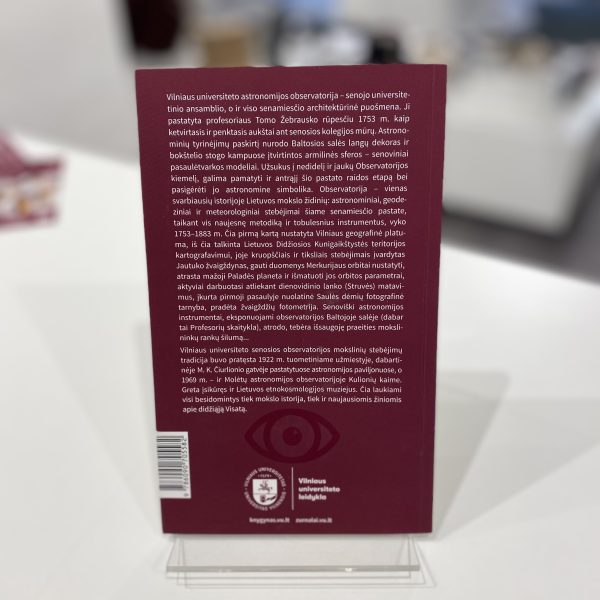 Vilniaus universiteto astronomijos observatorija – senojo universite-
tinio ansamblio, o ir viso senamiesčio architektūrinė puošmena. Ji
pastatyta profesoriaus Tomo Žebrausko rūpesčiu 1753 m. kaip
ketvirtasis ir penktasis aukštai ant senosios kolegijos mūrų. Astrono-
minių tyrinėjimų paskirtį nurodo Baltosios salės langų dekoras ir
bokštelio stogo kampuose įtvirtintos armilinės sferos – senoviniai
pasaulėtvarkos modeliai. Užsukus į nedidelį ir jaukų Observatorijos
kiemelį, galima pamatyti ir antrąjį šio pastato raidos etapą bei
pasigėrėti jo astronomine simbolika. Observatorija – vienas
svarbiausių istorijoje Lietuvos mokslo židinių: astronominiai, geode-
ziniai ir meteorologiniai stebėjimai šiame senamiesčio pastate,
taikant vis naujesnę metodiką ir tobulesnius instrumentus, vyko
1753–1883 m. Čia pirmą kartą nustatyta Vilniaus geografinė platu-
ma, iš čia talkinta Lietuvos Didžiosios Kunigaikštystės teritorijos
kartografavimui, joje kruopščiais ir tiksliais stebėjimais įvardytas
Jautuko žvaigždynas, gauti duomenys Merkurijaus orbitai nustatyti,
atrasta mažoji Paladės planeta ir išmatuoti jos orbitos parametrai,
aktyviai darbuotasi atliekant dienovidinio lanko (Struvės) matavi-
mus, įkurta pirmoji pasaulyje nuolatinė Saulės dėmių fotografinė
tarnyba, pradėta žvaigždžių fotometrija. Senoviški astronomijos
instrumentai, eksponuojami observatorijos Baltojoje salėje (dabar
tai Profesorių skaitykla), atrodo, tebėra išsaugoję praeities moksli-
ninkų rankų šilumą...
Vilniaus universiteto senosios observatorijos mokslinių stebėjimų
tradicija buvo pratęsta 1922 m. tuometiniame užmiestyje, dabarti-
nėje M. K. Čiurlionio gatvėje pastatytuose astronomijos paviljonuose, o
1969 m. – ir Molėtų astronomijos observatorijoje Kulionių kaime.
Greta įsikūręs ir Lietuvos etnokosmologijos muziejus. Čia laukiami
visi besidomintys tiek mokslo istorija, tiek ir naujausiomis žiniomis
apie didžiąją Visatą.
9 786090 705582
VILNIAUS UNIVERSITETAS
Vilniaus
universiteto
leidykla
knygynas.vu.lt zurnalai.vu.lt